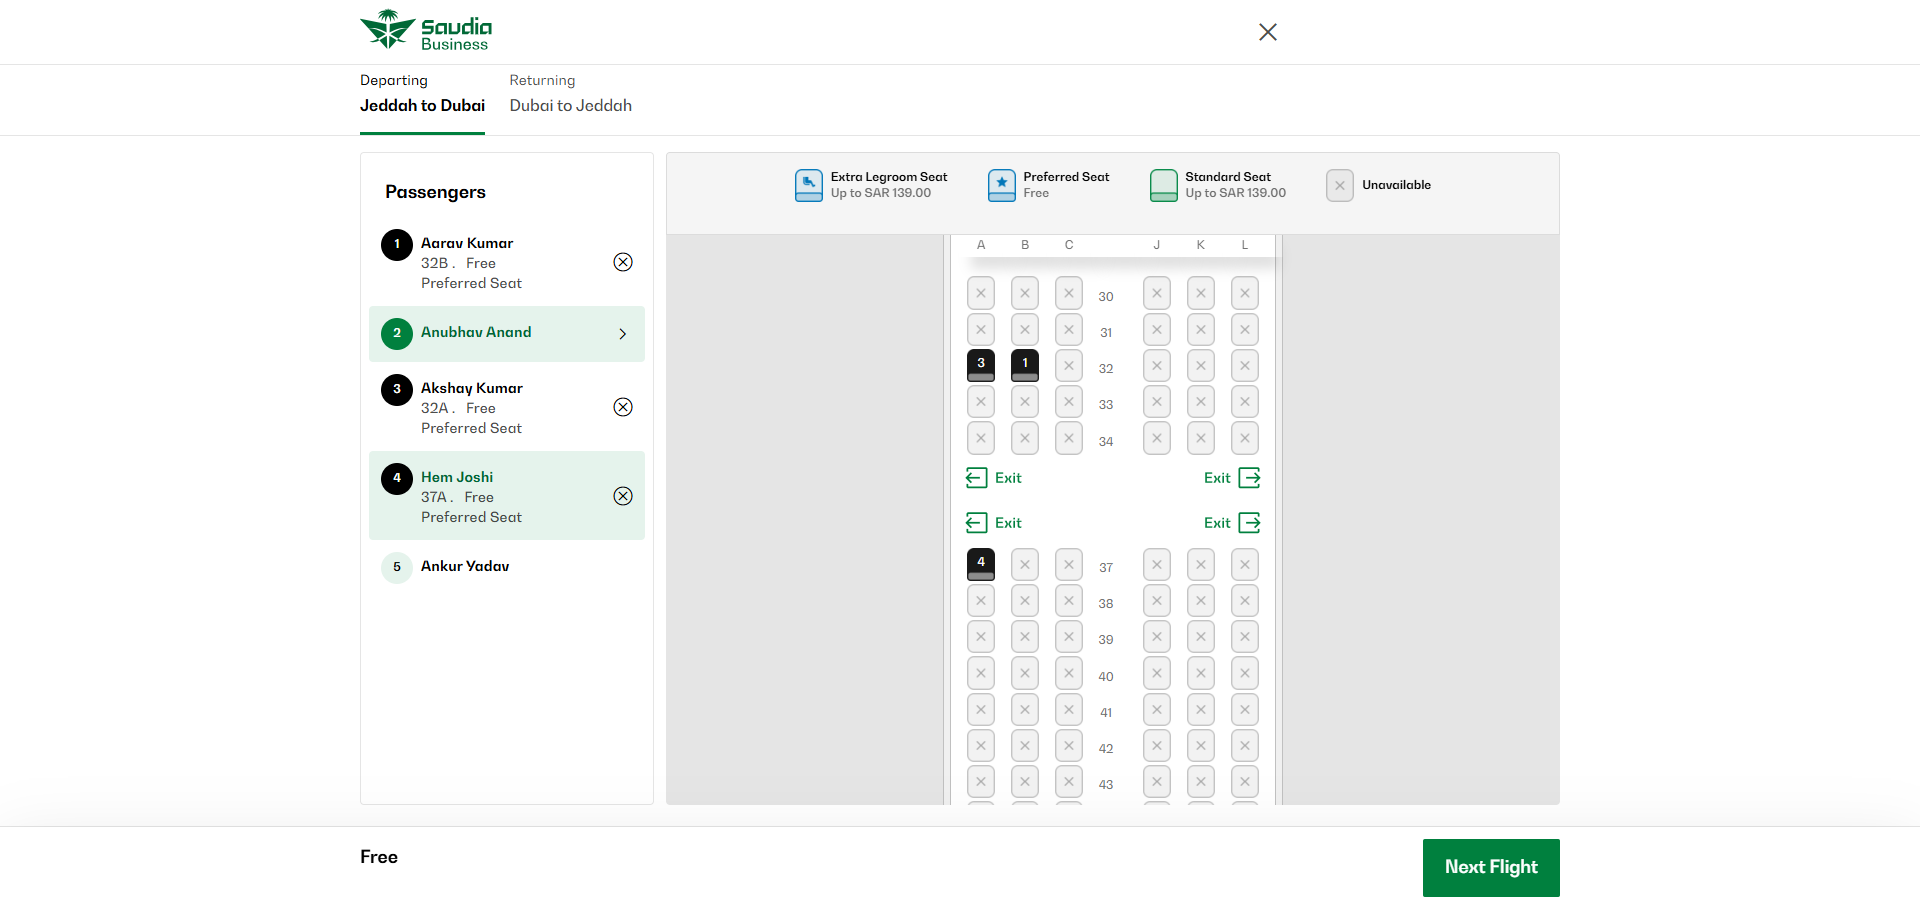 Saudia
Business
Departing
Jeddah to Dubai
Returning
Dubai to Jeddah
Passengers
1
Aarav Kumar
32B . Free
Preferred Seat
2
Anubhav Anand
3
Akshay Kumar
32A . Free
Preferred Seat
4
Hem Joshi
37A . Free
Preferred Seat
5
Ankur Yadav
Extra Legroom Seat
Up to SAR 139.00
Preferred Seat
Free
Standard Seat
Up to SAR 139.00
Unavailable
A B C J K L
30
31
3 1 32
33
34
Exit Exit
Exit Exit
4 37
38
39
40
41
42
43
Free
Next Flight